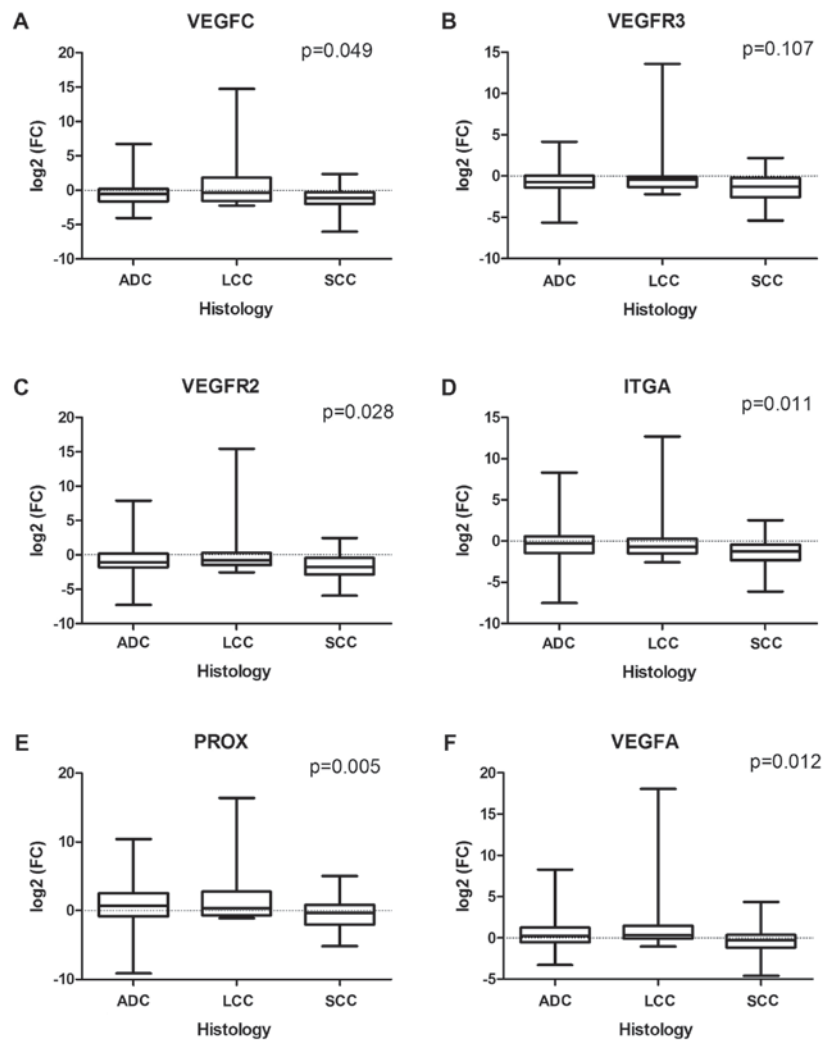 A
VEGFC
p=0.049
log2 (FC)
20
15
10
5
0
-5
-10
ADC LCC SCC
Histology
B
VEGFR3
p=0.107
log2 (FC)
15
10
5
0
-5
-10
ADC LCC SCC
Histology
C
VEGFR2
p=0.028
log2 (FC)
20
15
10
5
0
-5
-10
ADC LCC SCC
Histology
D
ITGA
p=0.011
log2 (FC)
15
10
5
0
-5
-10
ADC LCC SCC
Histology
E
PROX
p=0.005
log2 (FC)
20
10
0
-10
ADC LCC SCC
Histology
F
VEGFA
p=0.012
log2 (FC)
20
15
10
5
0
-5
ADC LCC SCC
Histology